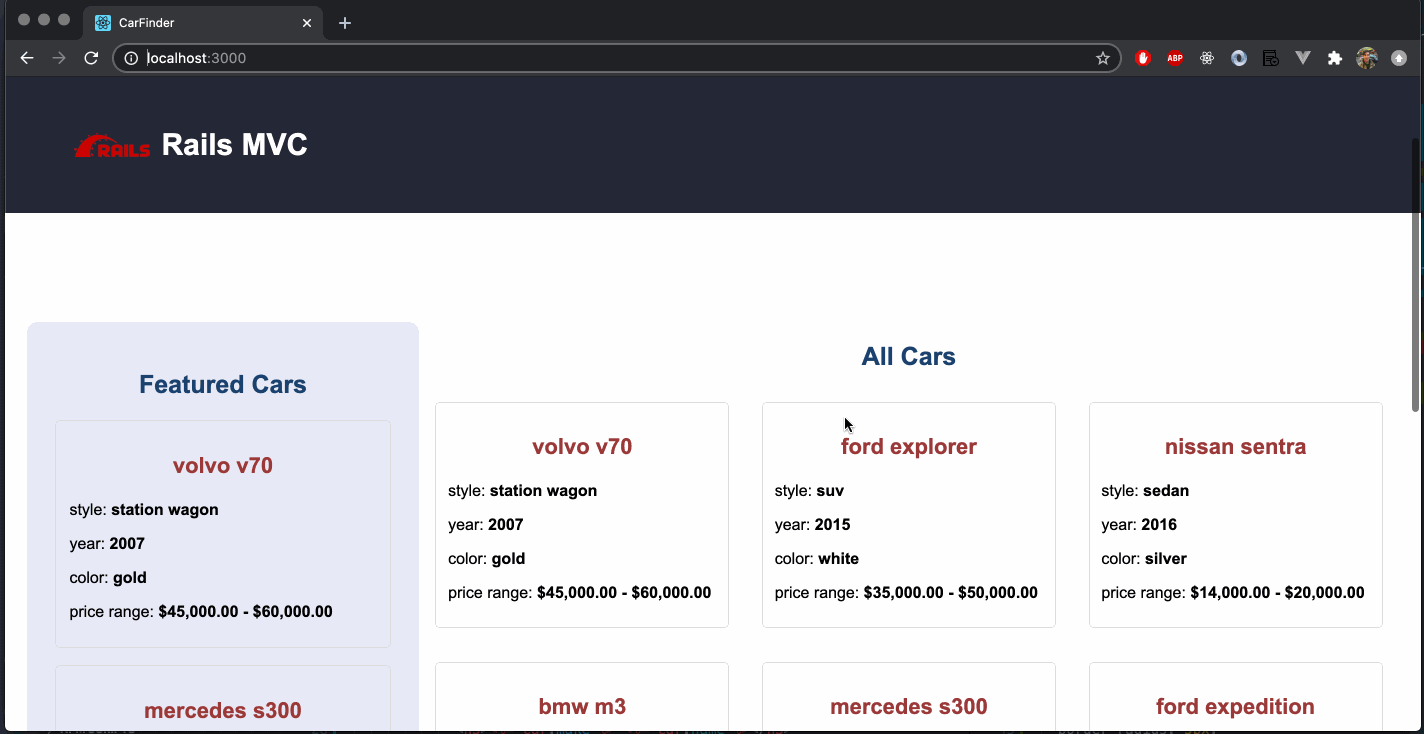 CarFinder
localhost:3000
ABP
RAILS Rails MVC
Featured Cars
volvo v70
style: station wagon
year: 2007
color: gold
price range: $45,000.00 - $60,000.00
mercedes s300
All Cars
volvo v70
style: station wagon
year: 2007
color: gold
price range: $45,000.00 - $60,000.00
ford explorer
style: suv
year: 2015
color: white
price range: $35,000.00 - $50,000.00
nissan sentra
style: sedan
year: 2016
color: silver
price range: $14,000.00 - $20,000.00
bmw m3
mercedes s300
ford expedition